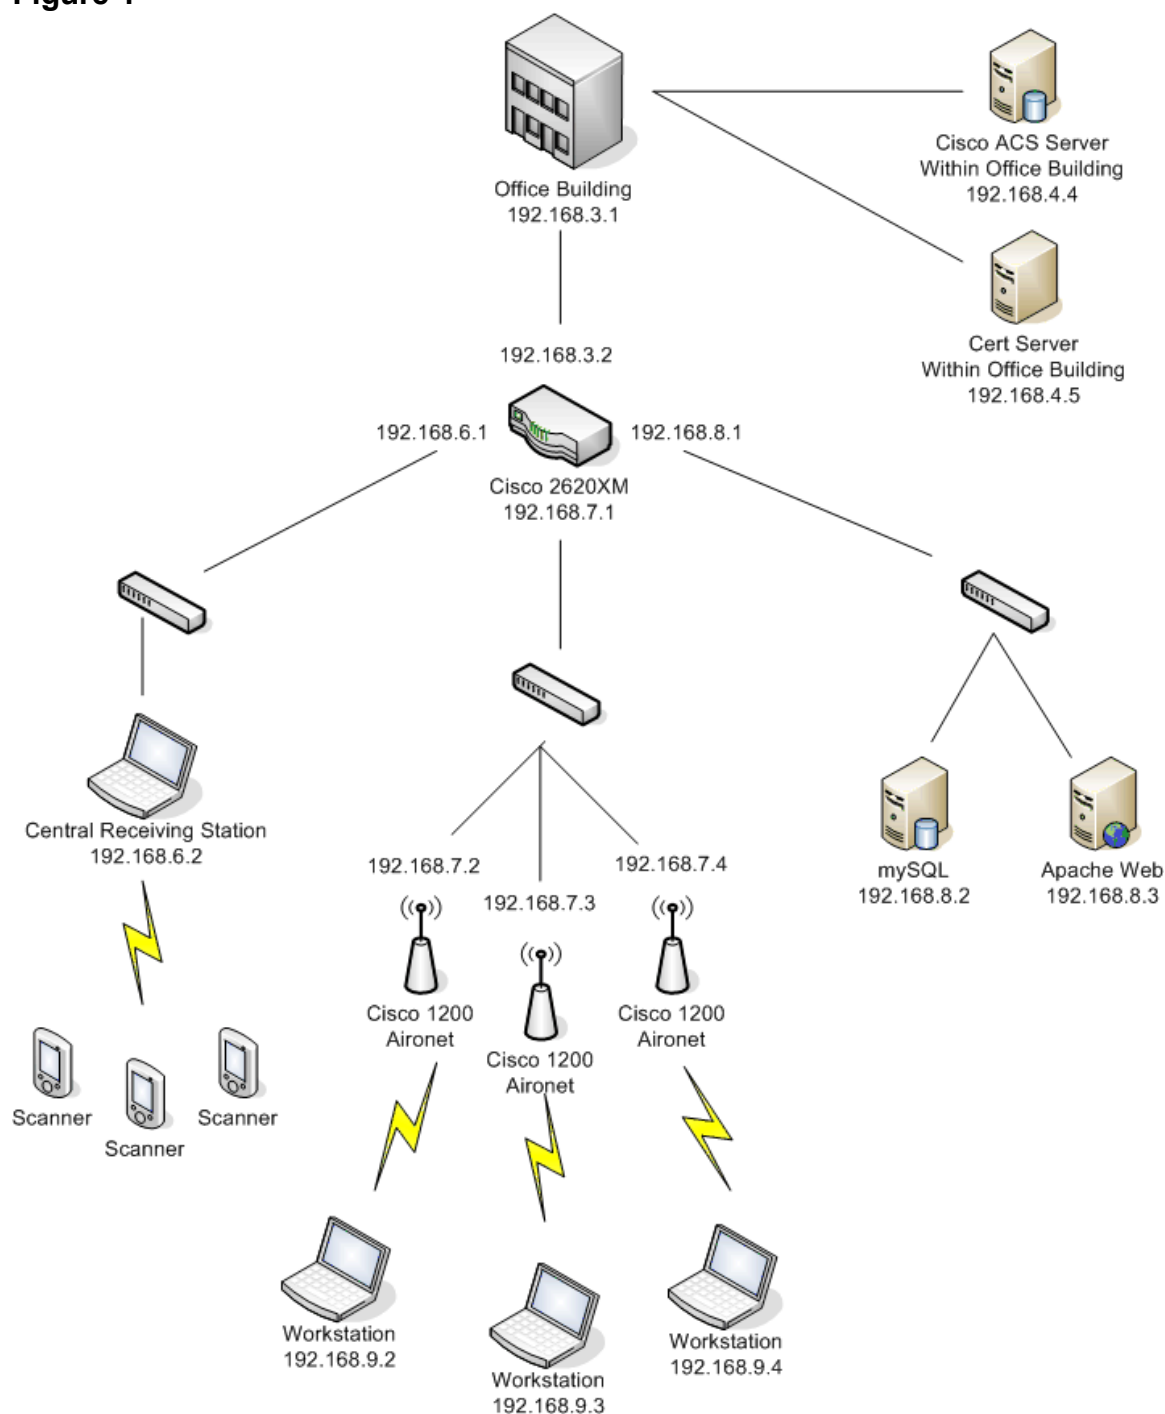 Figure 1
Office Building
192.168.3.1
Cisco ACS Server
Within Office Building
192.168.4.4
Cert Server
Within Office Building
192.168.4.5
192.168.3.2
192.168.6.1
192.168.8.1
Cisco 2620XM
192.168.7.1
Central Receiving Station
192.168.6.2
192.168.7.2
192.168.7.3
192.168.7.4
mySQL
192.168.8.2
Apache Web
192.168.8.3
Cisco 1200
Aironet
Cisco 1200
Aironet
Cisco 1200
Aironet
Scanner
Scanner
Scanner
Workstation
192.168.9.2
Workstation
192.168.9.3
Workstation
192.168.9.4